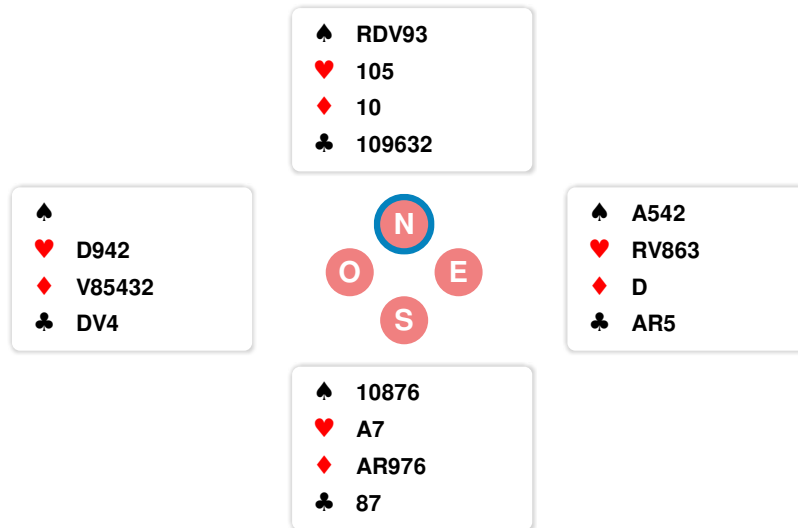 ♠ RDV93
♥ 105
♦ 10
♣ 109632
♠
♥ D942
♦ V85432
♣ DV4
N
O
E
S
♠ A542
♥ RV863
♦ D
♣ AR5
♠ 10876
♥ A7
♦ AR976
♣ 87